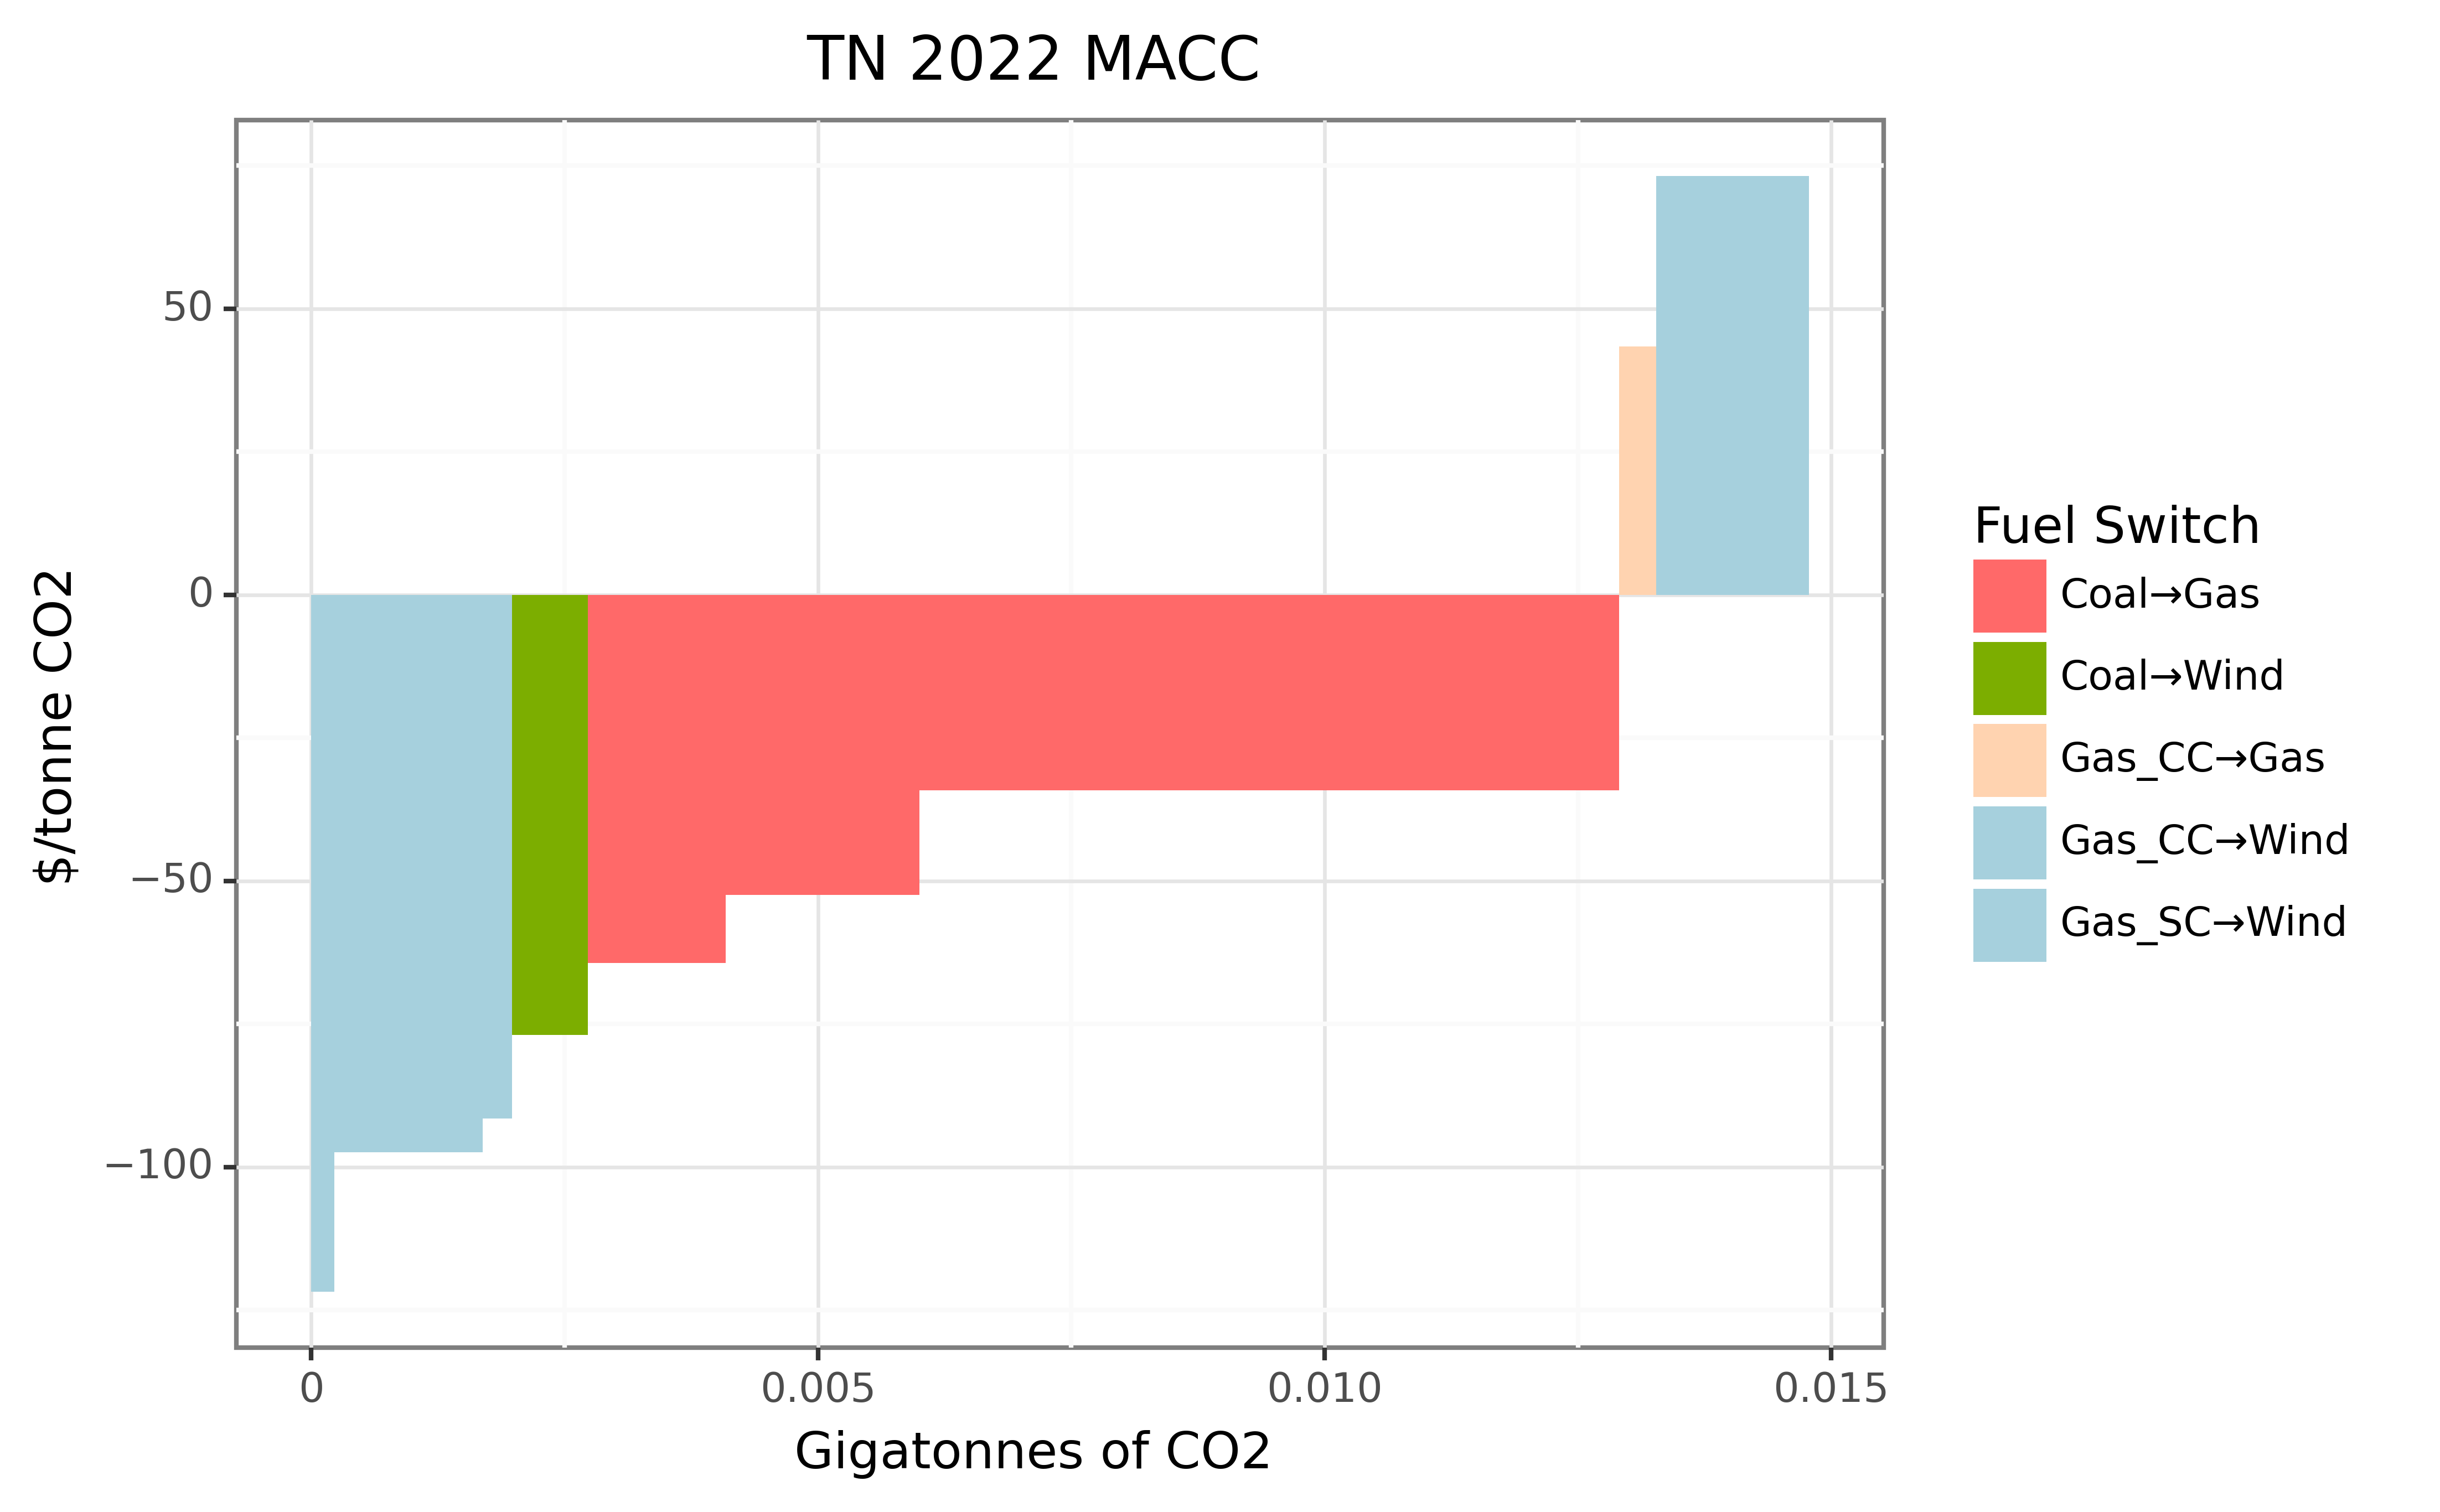 TN 2022 MACC
50
0
−50
−100
$/tonne CO2
0
0.005
0.010
0.015
Gigatonnes of CO2
Fuel Switch
Coal→Gas
Coal→Wind
Gas_CC→Gas
Gas_CC→Wind
Gas_SC→Wind